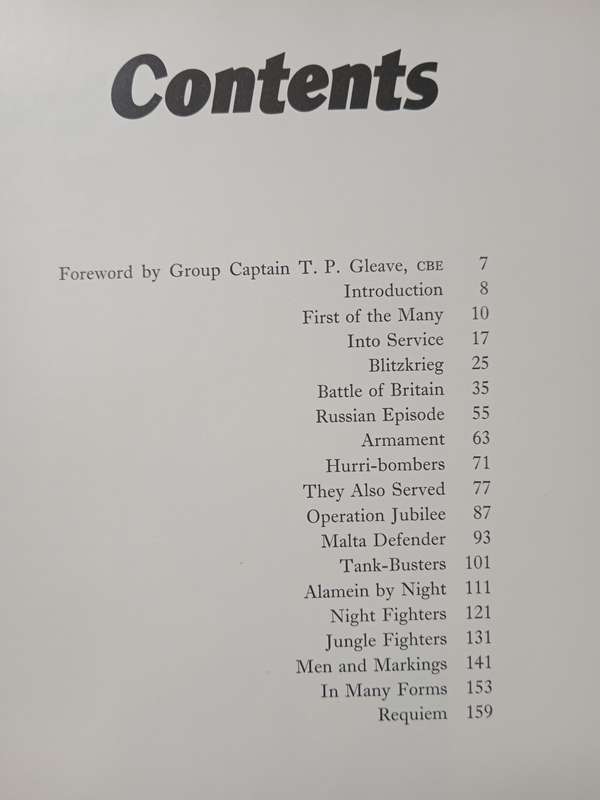 Contents
Foreword by Group Captain T. P. Gleave, CBE 7
Introduction 8
First of the Many 10
Into Service 17
Blitzkrieg 25
Battle of Britain 35
Russian Episode 55
Armament 63
Hurri-bombers 71
They Also Served 77
Operation Jubilee 87
Malta Defender 93
Tank-Busters 101
Alamein by Night 111
Night Fighters 121
Jungle Fighters 131
Men and Markings 141
In Many Forms 153
Requiem 159